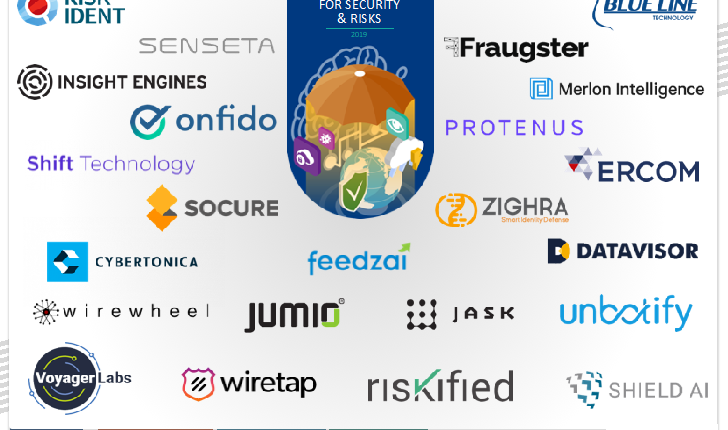 RISK
IDENT
FOR SECURITY
& RISKS
2019
BLUE LINE
TECHNOLOGY
SENSETA
Fraugster
INSIGHT ENGINES
Merlon Intelligence
onfido
PROTENUS
Shift Technology
ERCOM
SOCURE
ZIGHRA
Smart Identity Defense
CYBERTONICA
feedzai
DATAVISOR
wirewheel
JUMIO
JASK
unbotify
Voyager Labs
wiretap
riskified
SHIELD AI